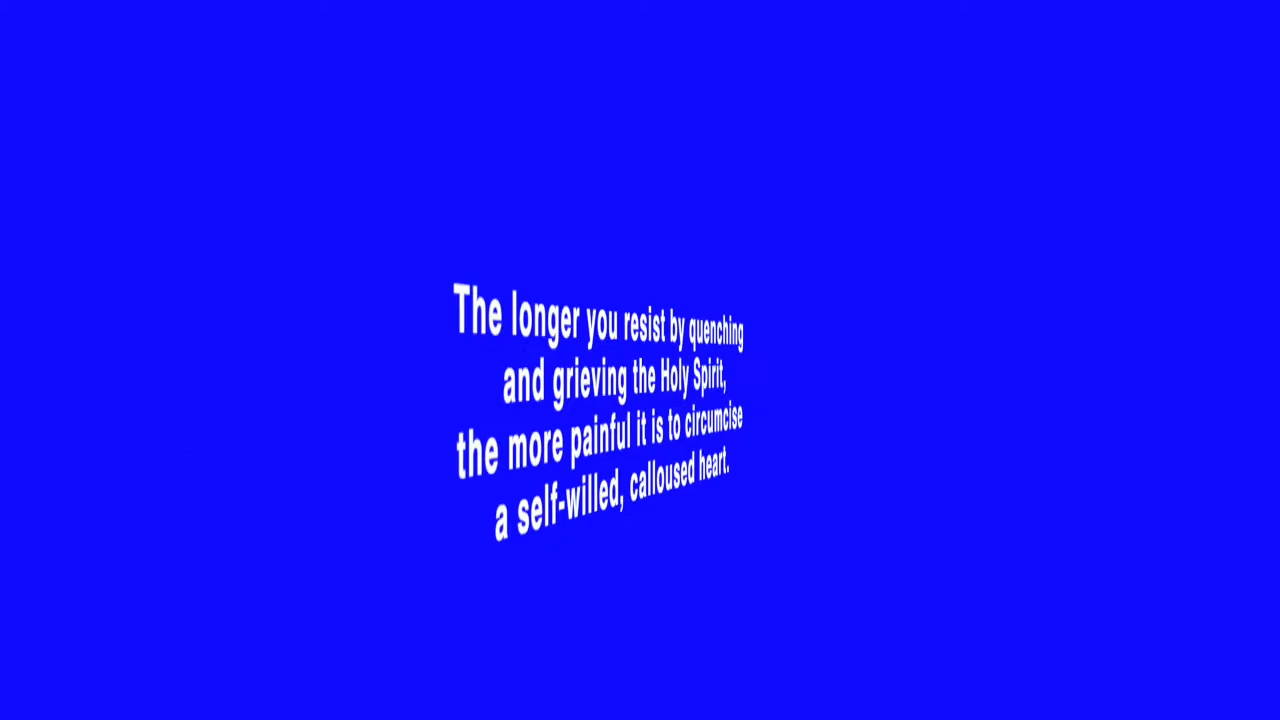 The longer you resist by quenching
and grieving the Holy Spirit,
the more painful it is to circumcise
a self-willed, calloused heart.